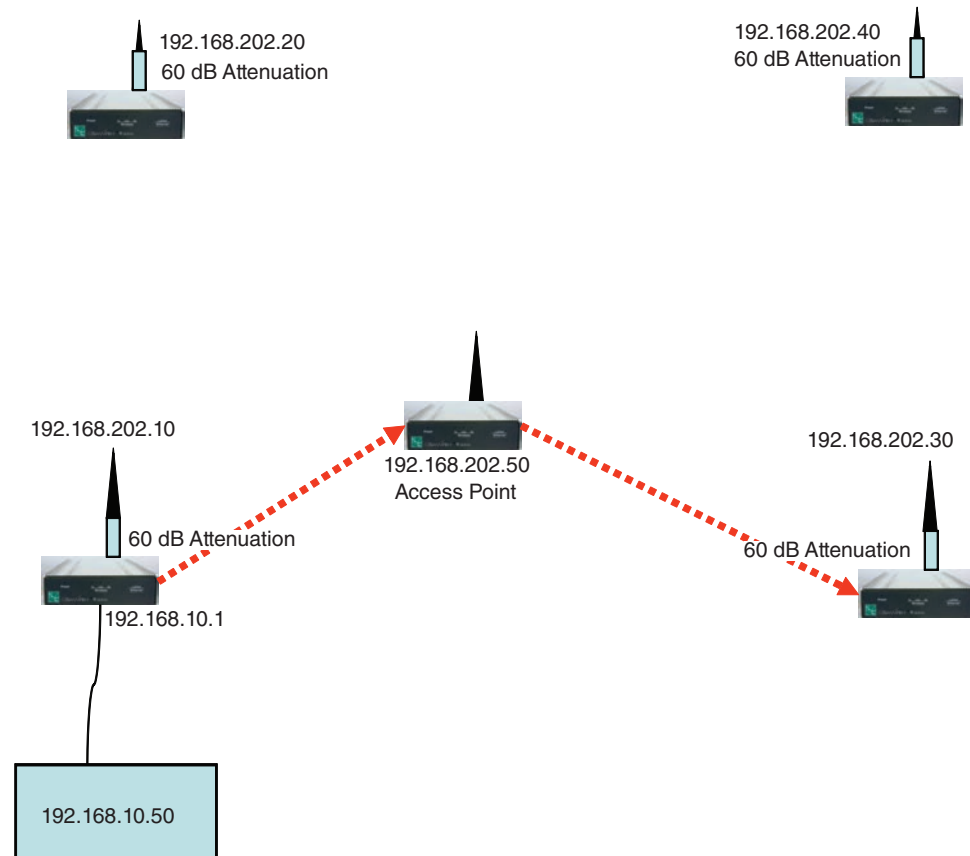 192.168.202.20
60 dB Attenuation
192.168.202.40
60 dB Attenuation
192.168.202.10
60 dB Attenuation
192.168.10.1
192.168.202.50
Access Point
192.168.202.30
60 dB Attenuation
192.168.10.50